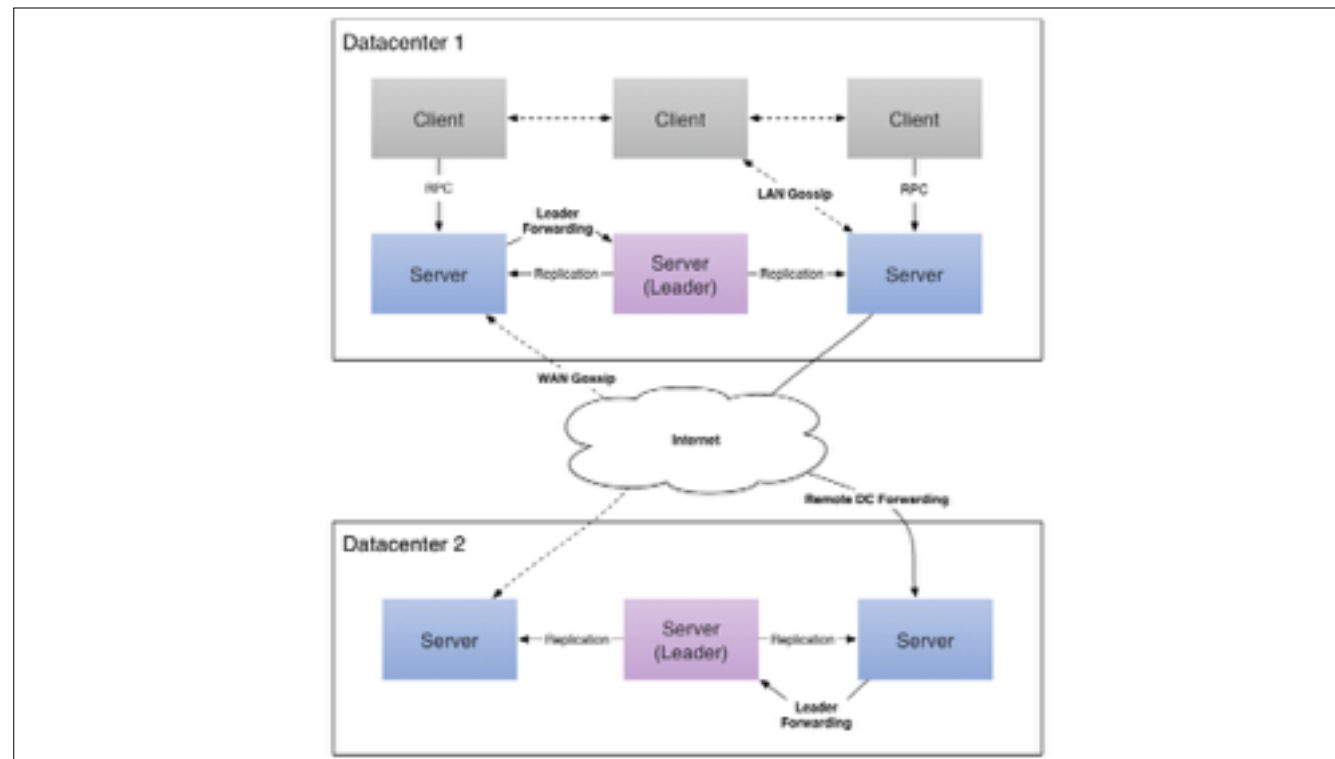 Datacenter 1
Client
Client
Client
RPC
LAN Gossip
RPC
Leader
Forwarding
Server
Replication
Server
(Leader)
Replication
Server
WAN Gossip
Internet
Remote DC Forwarding
Datacenter 2
Server
Replication
Server
(Leader)
Replication
Server
Leader
Forwarding